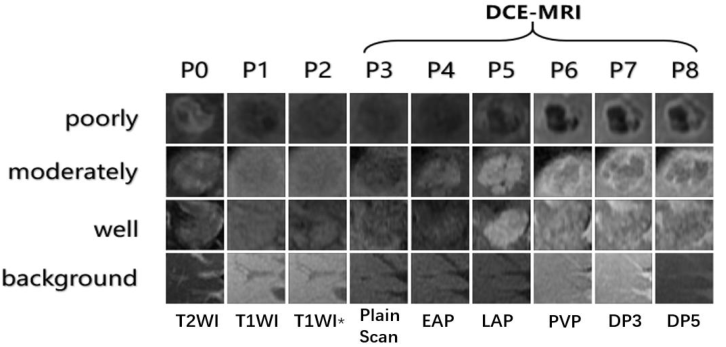 DCE-MRI
P0 P1 P2 P3 P4 P5 P6 P7 P8
poorly
moderately
well
background
T2WI T1WI T1WI* Plain Scan EAP LAP PVP DP3 DP5